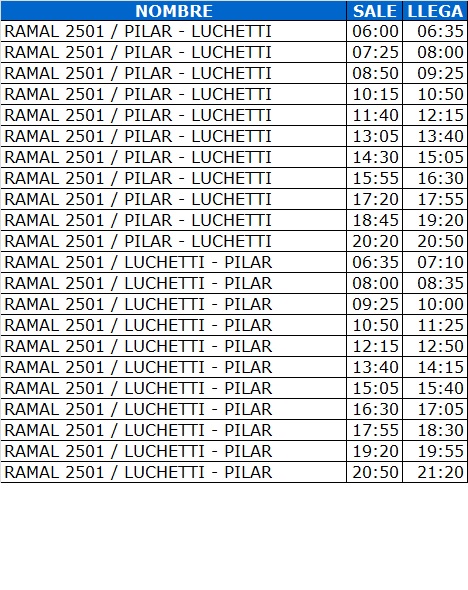 NOMBRE SALE LLEGA
RAMAL 2501 / PILAR - LUCHETTI 06:00 06:35
RAMAL 2501 / PILAR - LUCHETTI 07:25 08:00
RAMAL 2501 / PILAR - LUCHETTI 08:50 09:25
RAMAL 2501 / PILAR - LUCHETTI 10:15 10:50
RAMAL 2501 / PILAR - LUCHETTI 11:40 12:15
RAMAL 2501 / PILAR - LUCHETTI 13:05 13:40
RAMAL 2501 / PILAR - LUCHETTI 14:30 15:05
RAMAL 2501 / PILAR - LUCHETTI 15:55 16:30
RAMAL 2501 / PILAR - LUCHETTI 17:20 17:55
RAMAL 2501 / PILAR - LUCHETTI 18:45 19:20
RAMAL 2501 / PILAR - LUCHETTI 20:20 20:50
RAMAL 2501 / LUCHETTI - PILAR 06:35 07:10
RAMAL 2501 / LUCHETTI - PILAR 08:00 08:35
RAMAL 2501 / LUCHETTI - PILAR 09:25 10:00
RAMAL 2501 / LUCHETTI - PILAR 10:50 11:25
RAMAL 2501 / LUCHETTI - PILAR 12:15 12:50
RAMAL 2501 / LUCHETTI - PILAR 13:40 14:15
RAMAL 2501 / LUCHETTI - PILAR 15:05 15:40
RAMAL 2501 / LUCHETTI - PILAR 16:30 17:05
RAMAL 2501 / LUCHETTI - PILAR 17:55 18:30
RAMAL 2501 / LUCHETTI - PILAR 19:20 19:55
RAMAL 2501 / LUCHETTI - PILAR 20:50 21:20